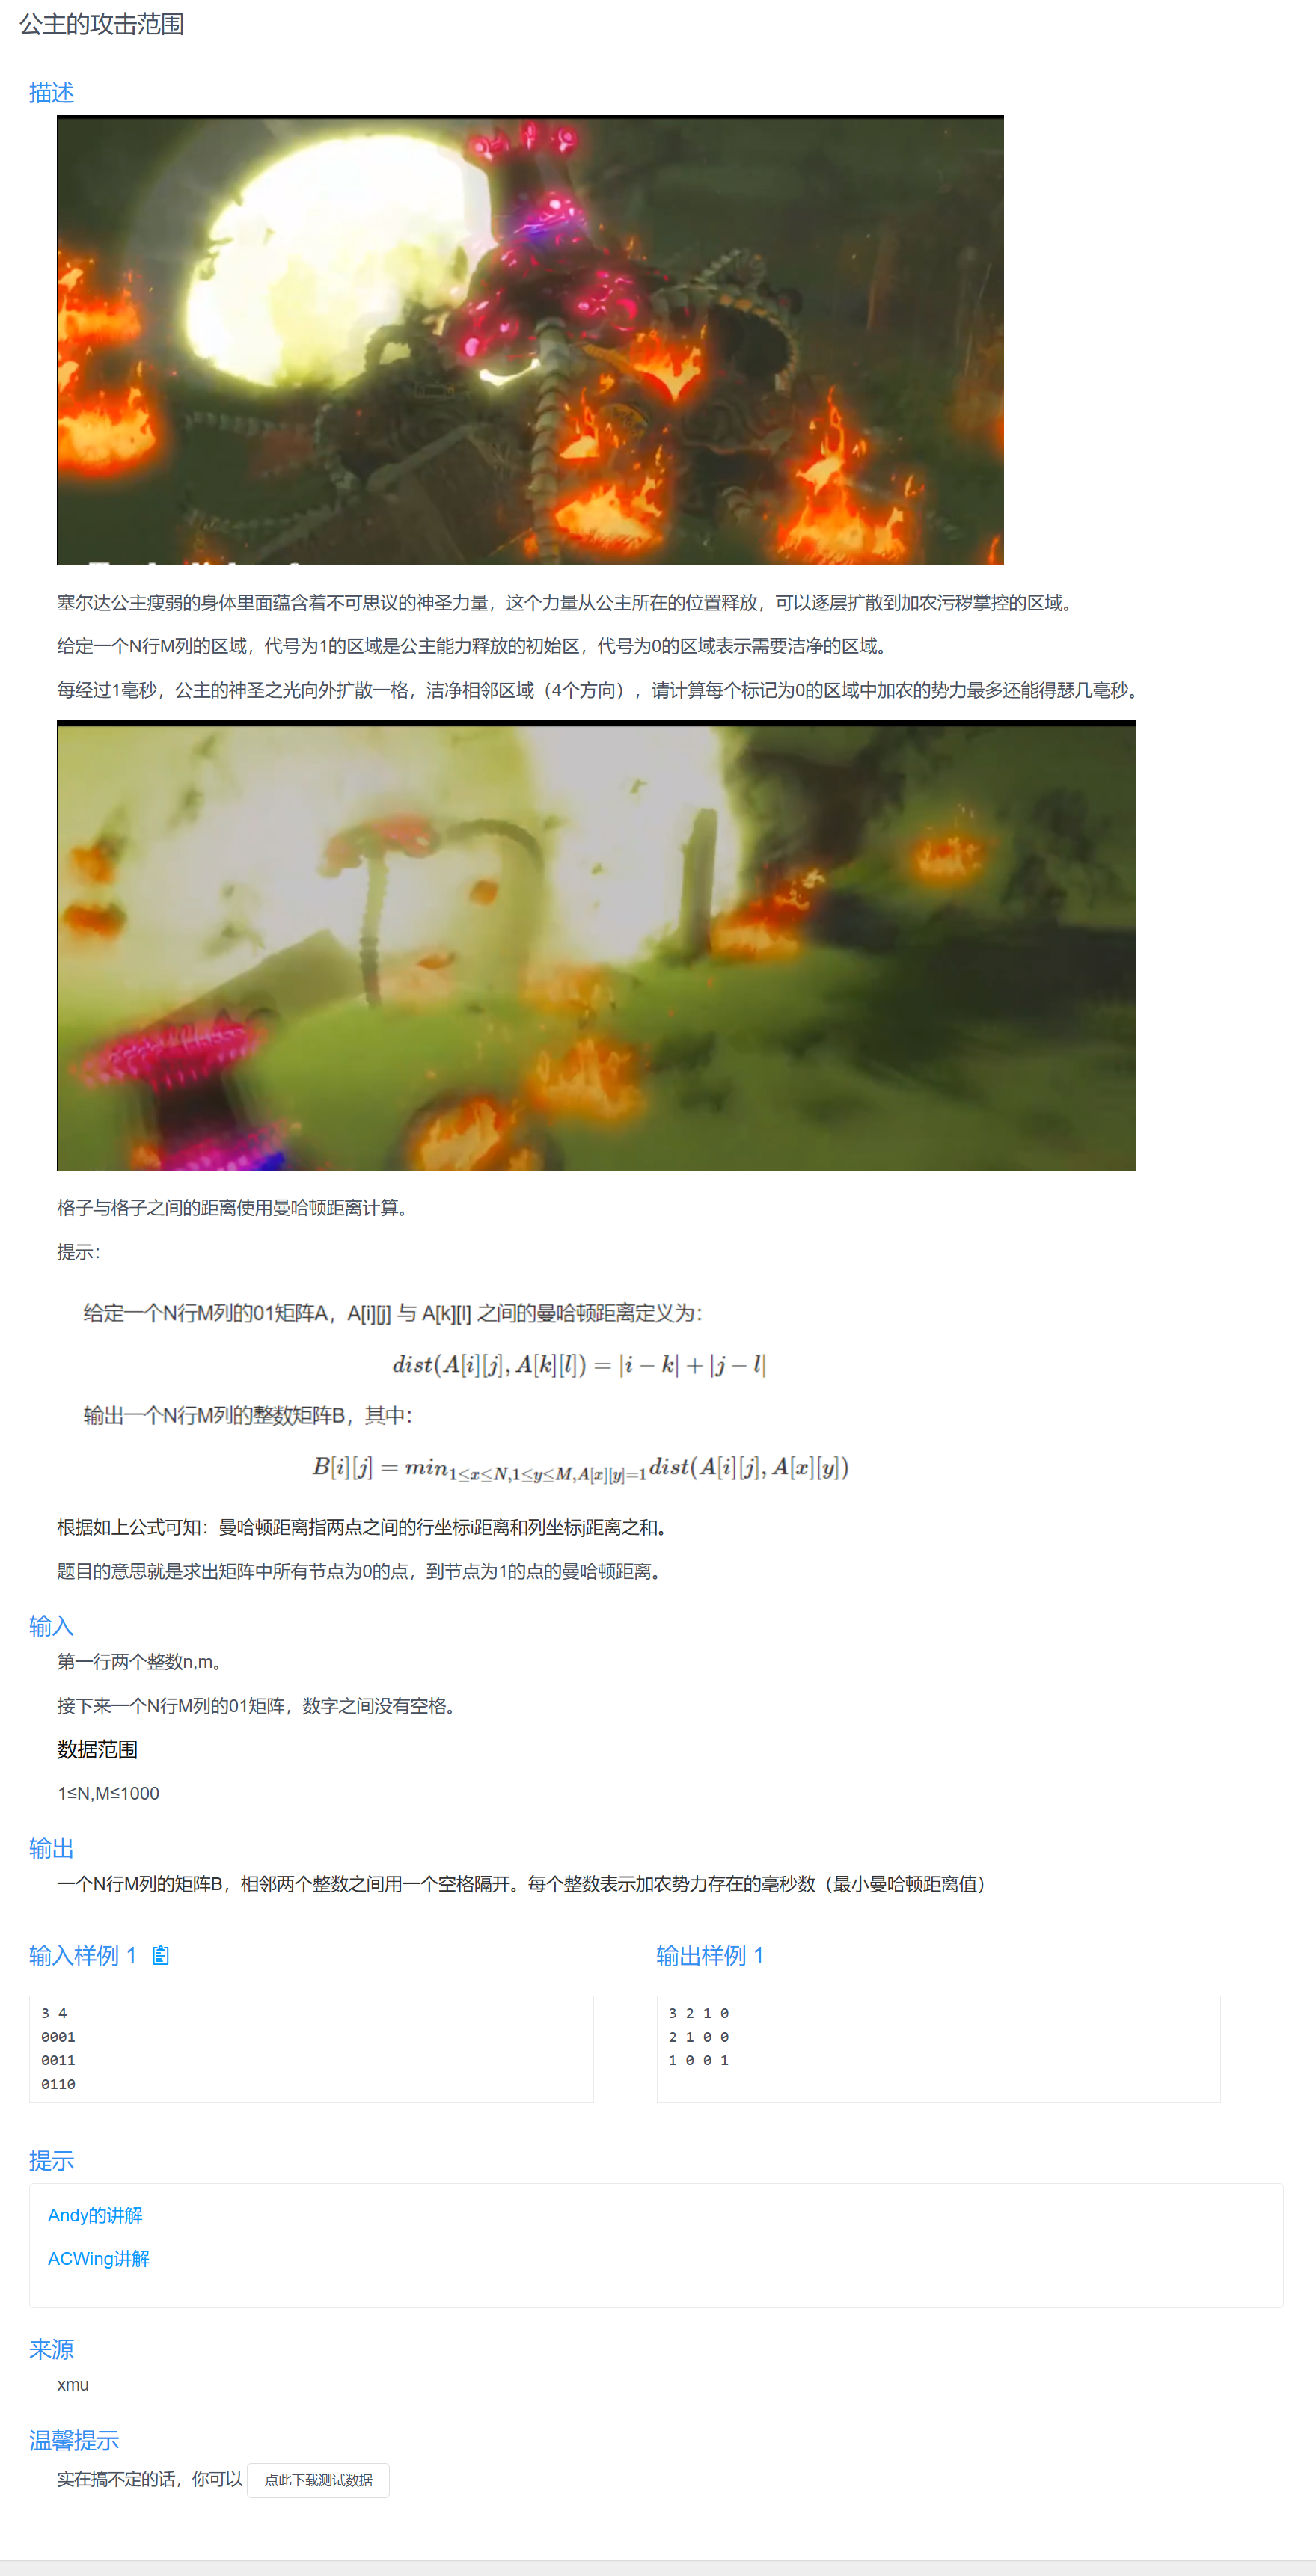 公主的攻击范围
描述
塞尔达公主瘦弱的身体里面蕴含着不可思议的神圣力量，这个力量从公主所在的位置释放，可以逐层扩散到加农污秽掌控的区域。
给定一个N行M列的区域，代号为1的区域是公主能力释放的初始区，代号为0的区域表示需要洁净的区域。
每经过1毫秒，公主的神圣之光向外扩散一格，洁净相邻区域（4个方向），请计算每个标记为0的区域中加农的势力最多还能得瑟几毫秒。
格子与格子之间的距离使用曼哈顿距离计算。
提示：
给定一个N行M列的01矩阵A，A[i][j] 与 A[k][l] 之间的曼哈顿距离定义为：
dist(A[i][j], A[k][l]) = |i − k| + |j − l|
输出一个N行M列的整数矩阵B，其中：
B[i][j] = min1≤x≤N,1≤y≤M,A[x][y]=1dist(A[i][j], A[x][y])
根据如上公式可知：曼哈顿距离指两点之间的行坐标i距离和列坐标j距离之和。
题目的意思就是求出矩阵中所有节点为0的点，到节点为1的点的曼哈顿距离。
输入
第一行两个整数n,m。
接下来一个N行M列的01矩阵，数字之间没有空格。
数据范围
1≤N,M≤1000
输出
一个N行M列的矩阵B，相邻两个整数之间用一个空格隔开。每个整数表示加农势力存在的毫秒数（最小曼哈顿距离值）
输入样例 1
3 4
0001
0011
0110
输出样例 1
3 2 1 0
2 1 0 0
1 0 0 1
提示
Andy的讲解
ACWing讲解
来源
xmu
温馨提示
实在搞不定的话，你可以 点此下载测试数据